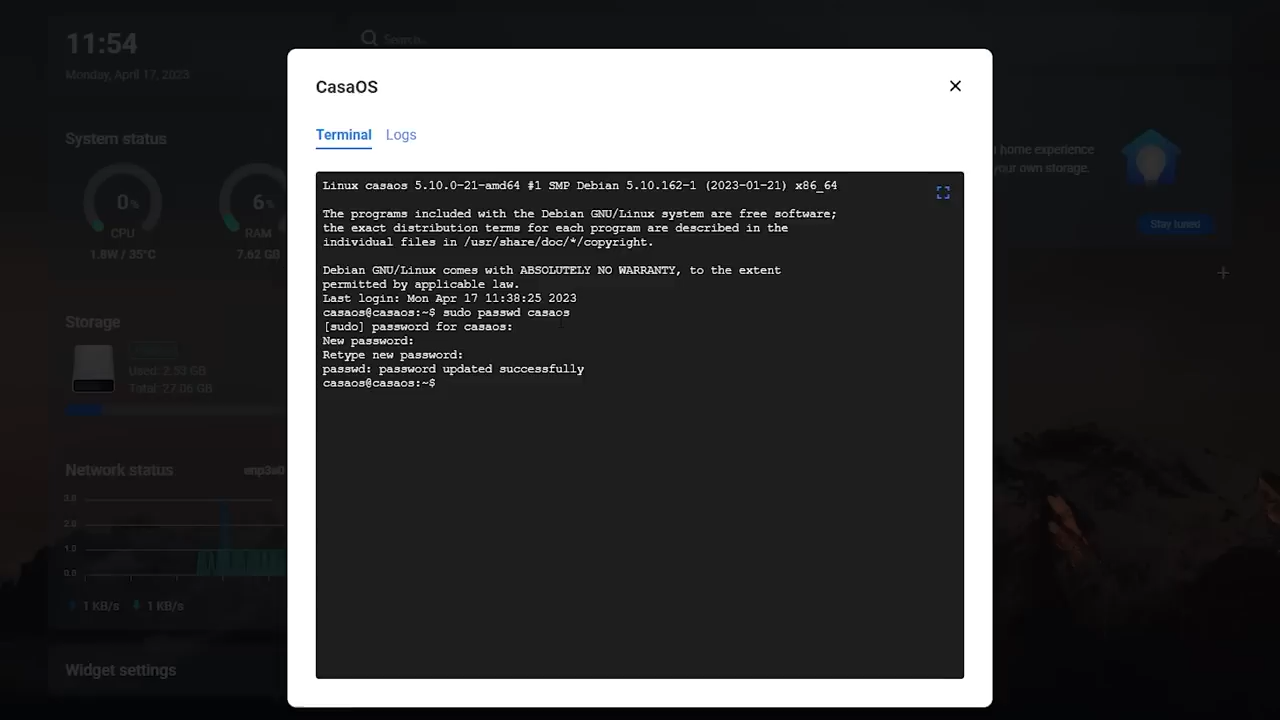 11:54
Monday, April 17, 2023
Search...
System status
0%
CPU
1.8W / 35°C
6%
RAM
7.62 GB
Storage
Used: 2.53 GB
Total: 27.06 GB
Network status
enp3s0
3.0
2.0
1.0
0.0
1 KB/s
1 KB/s
Widget settings
CasaOS
Terminal
Logs
Linux casaos 5.10.0-21-amd64 #1 SMP Debian 5.10.162-1 (2023-01-21) x86_64
The programs included with the Debian GNU/Linux system are free software;
the exact distribution terms for each program are described in the
individual files in /usr/share/doc/*/copyright.
Debian GNU/Linux comes with ABSOLUTELY NO WARRANTY, to the extent
permitted by applicable law.
Last login: Mon Apr 17 11:38:25 2023
casaos@casaos:~$ sudo passwd casaos
[sudo] password for casaos:
New password:
Retype new password:
passwd: password updated successfully
casaos@casaos:~$
home experience
your own storage.
Stay tuned